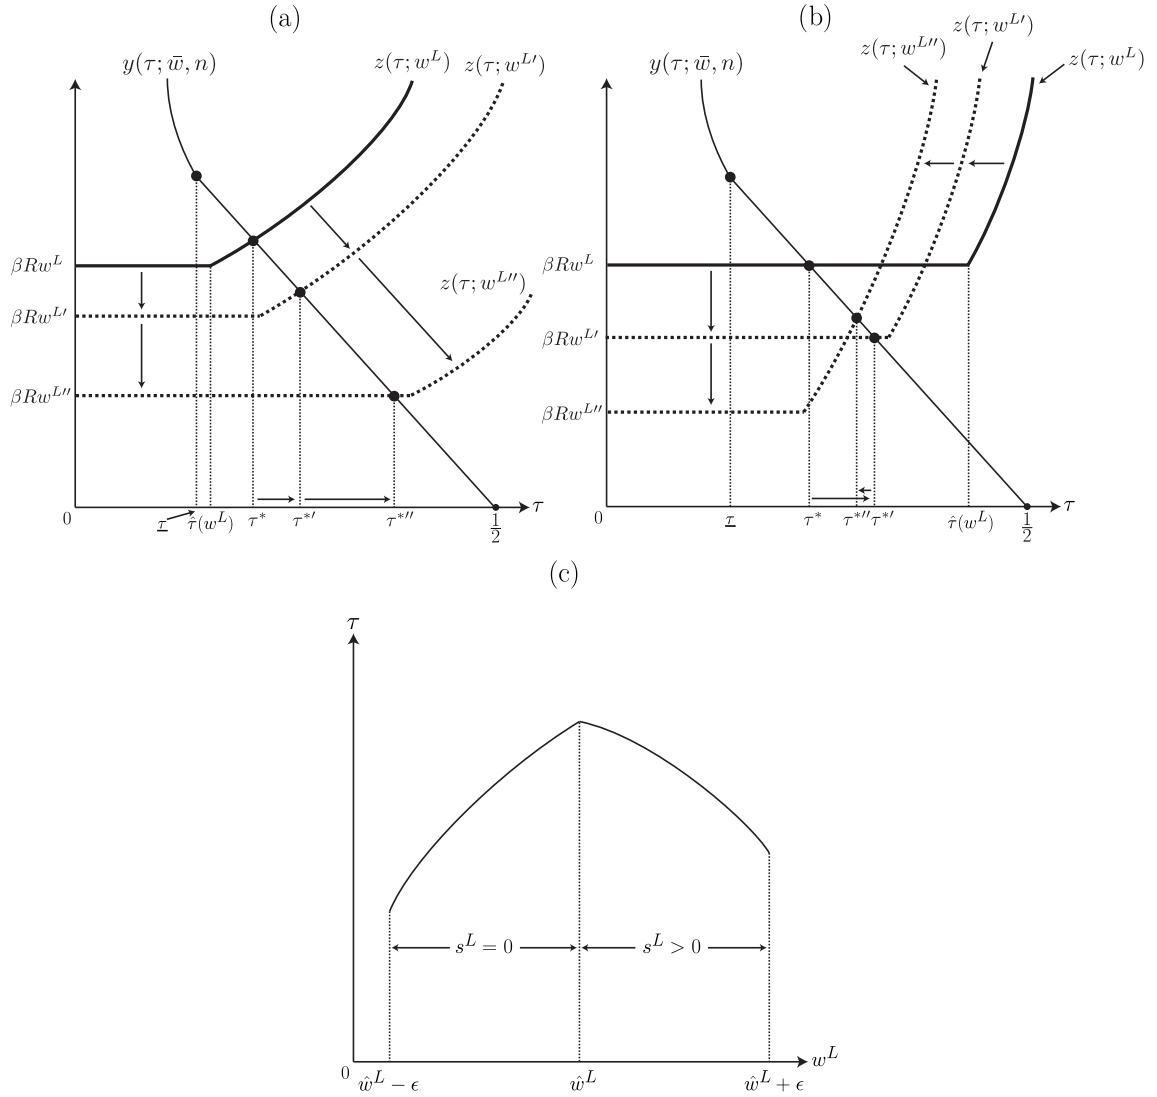 (a)
y(τ; w̄, n)
z(τ; w^L)
z(τ; w^L′)
z(τ; w^L″)
βRw^L
βRw^L′
βRw^L″
0
τ̲
τ̂(w^L)
τ*
τ*′
τ*″
1/2
τ
(b)
y(τ; w̄, n)
z(τ; w^L″)
z(τ; w^L′)
z(τ; w^L)
βRw^L
βRw^L′
βRw^L″
0
τ̲
τ*
τ*″
τ*′
τ̂(w^L)
1/2
τ
(c)
τ
s^L = 0
s^L > 0
0
ŵ^L − ϵ
ŵ^L
ŵ^L + ϵ
w^L